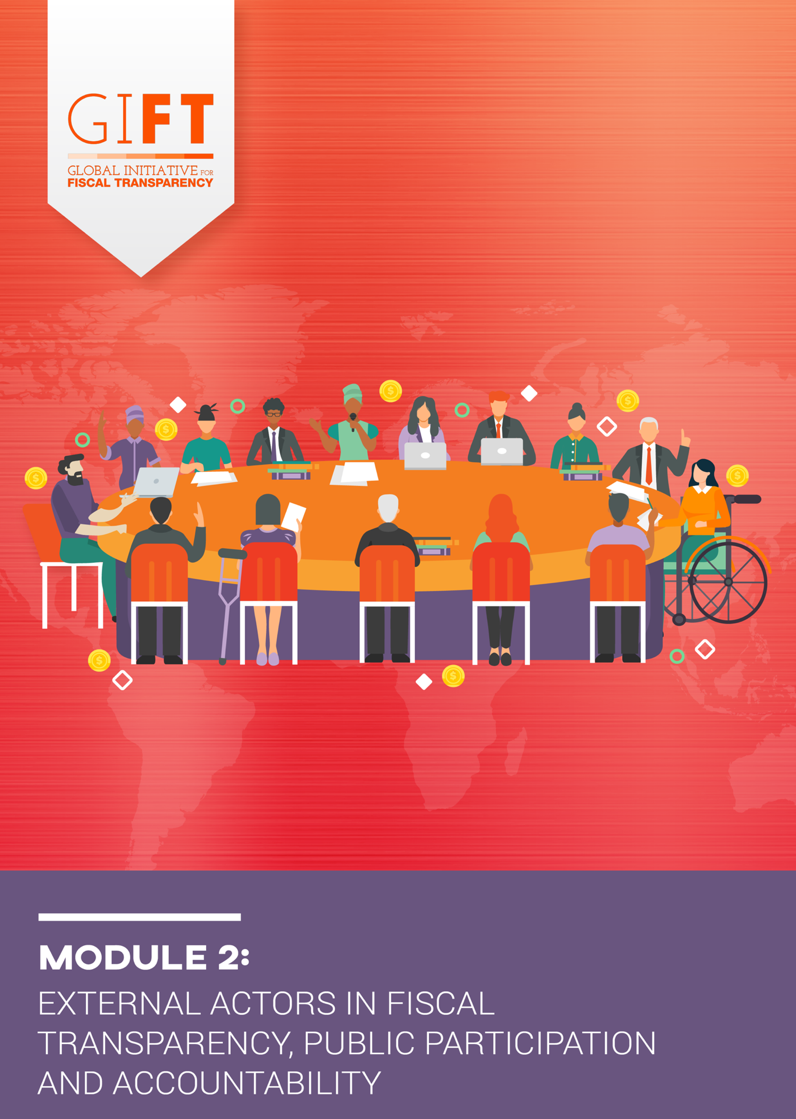 GIFT
GLOBAL INITIATIVE FOR
FISCAL TRANSPARENCY
MODULE 2:
EXTERNAL ACTORS IN FISCAL
TRANSPARENCY, PUBLIC PARTICIPATION
AND ACCOUNTABILITY